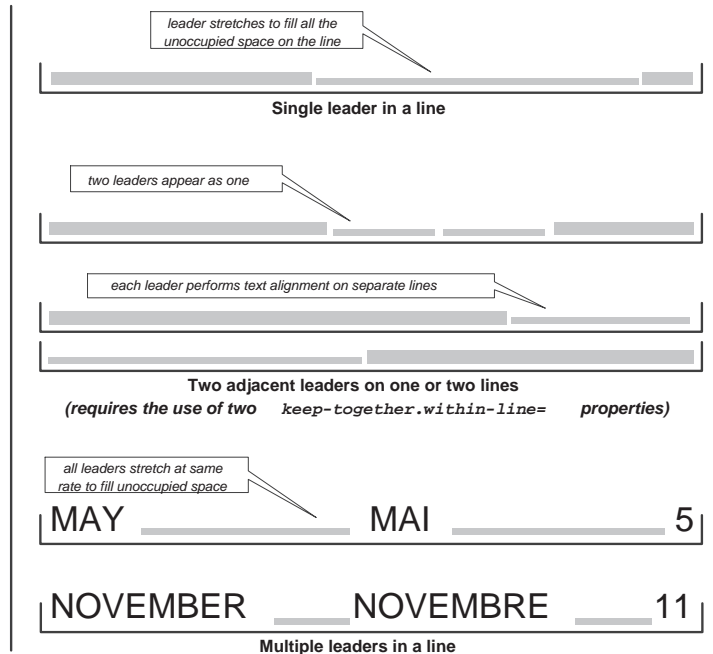 leader stretches to fill all the
unoccupied space on the line
Single leader in a line
two leaders appear as one
each leader performs text alignment on separate lines
Two adjacent leaders on one or two lines
(requires the use of two keep-together.within-line= properties)
all leaders stretch at same
rate to fill unoccupied space
MAY MAI 5
NOVEMBER NOVEMBRE 11
Multiple leaders in a line